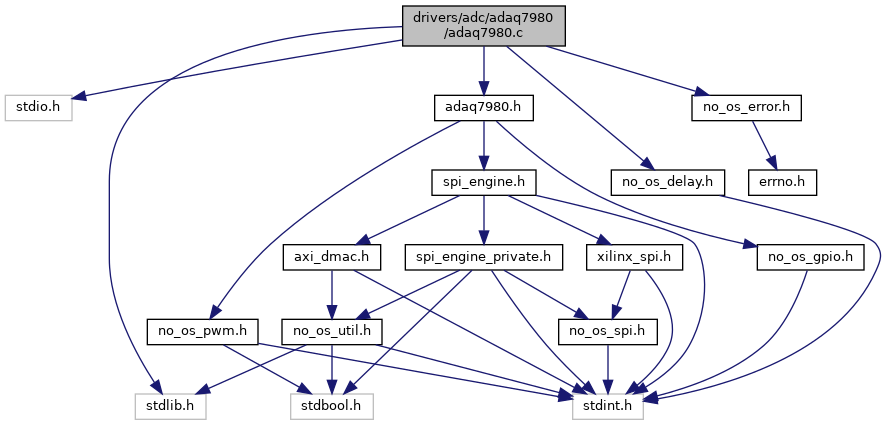 drivers/adc/adaq7980
/adaq7980.c
stdio.h
adaq7980.h
no_os_error.h
spi_engine.h
no_os_delay.h
errno.h
axi_dmac.h
spi_engine_private.h
xilinx_spi.h
no_os_gpio.h
no_os_pwm.h
no_os_util.h
no_os_spi.h
stdlib.h
stdbool.h
stdint.h